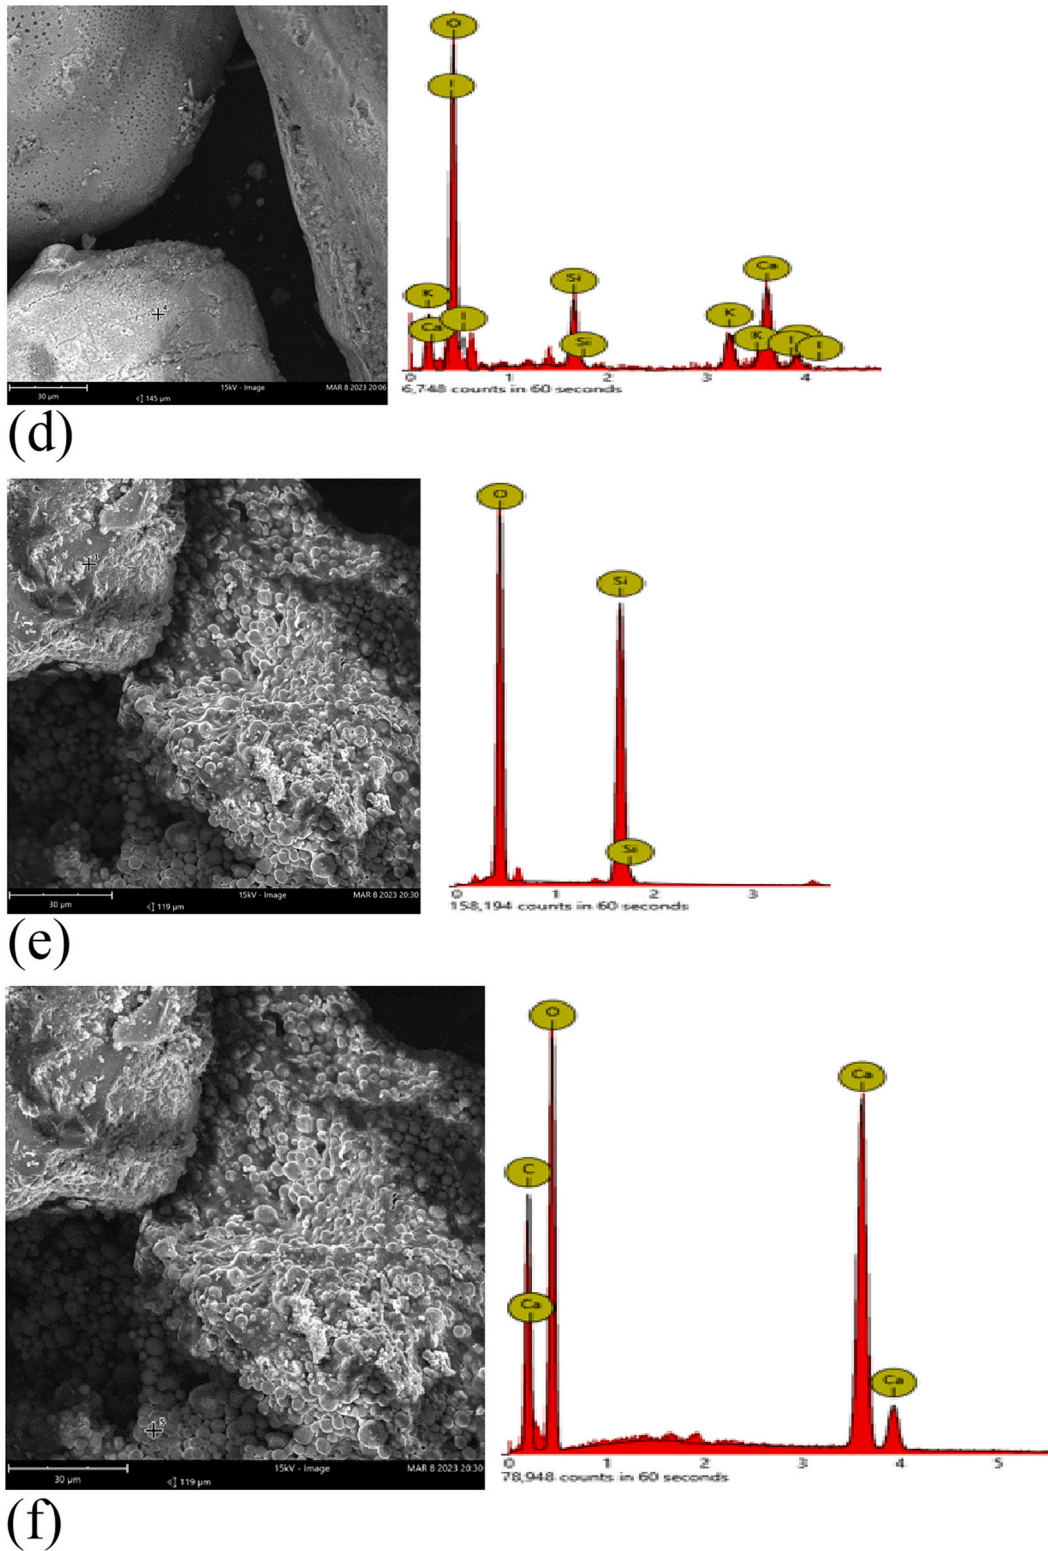 O
I
Si
Ca
K
K
Ca
I
K
I
I
Si
0 1 2 3 4
6,748 counts in 60 seconds
15kV - Image
MAR 8 2023 20:06
30 µm
145 µm
(d)
O
Si
Si
0 1 2 3
158,194 counts in 60 seconds
15kV - Image
MAR 8 2023 20:30
30 µm
119 µm
(e)
O
Ca
C
Ca
Ca
5
0 1 2 3 4 5
78,948 counts in 60 seconds
15kV - Image
MAR 8 2023 20:30
30 µm
119 µm
(f)